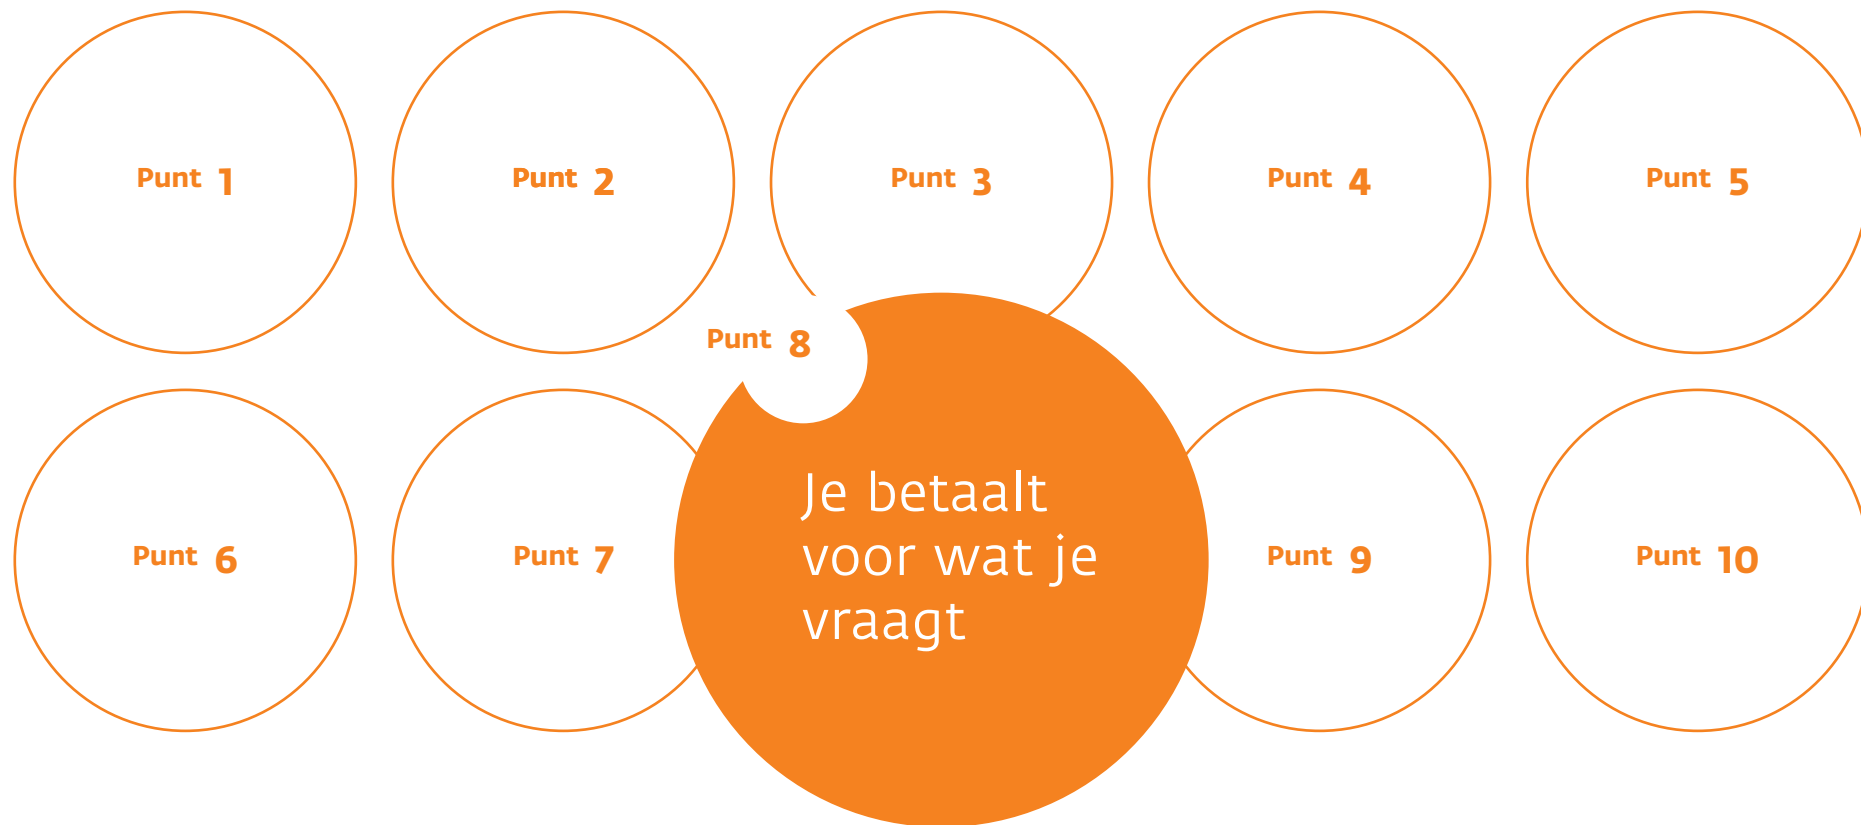 Punt 1
Punt 2
Punt 3
Punt 4
Punt 5
Punt 8
Je betaalt
voor wat je
vraagt
Punt 6
Punt 7
Punt 9
Punt 10